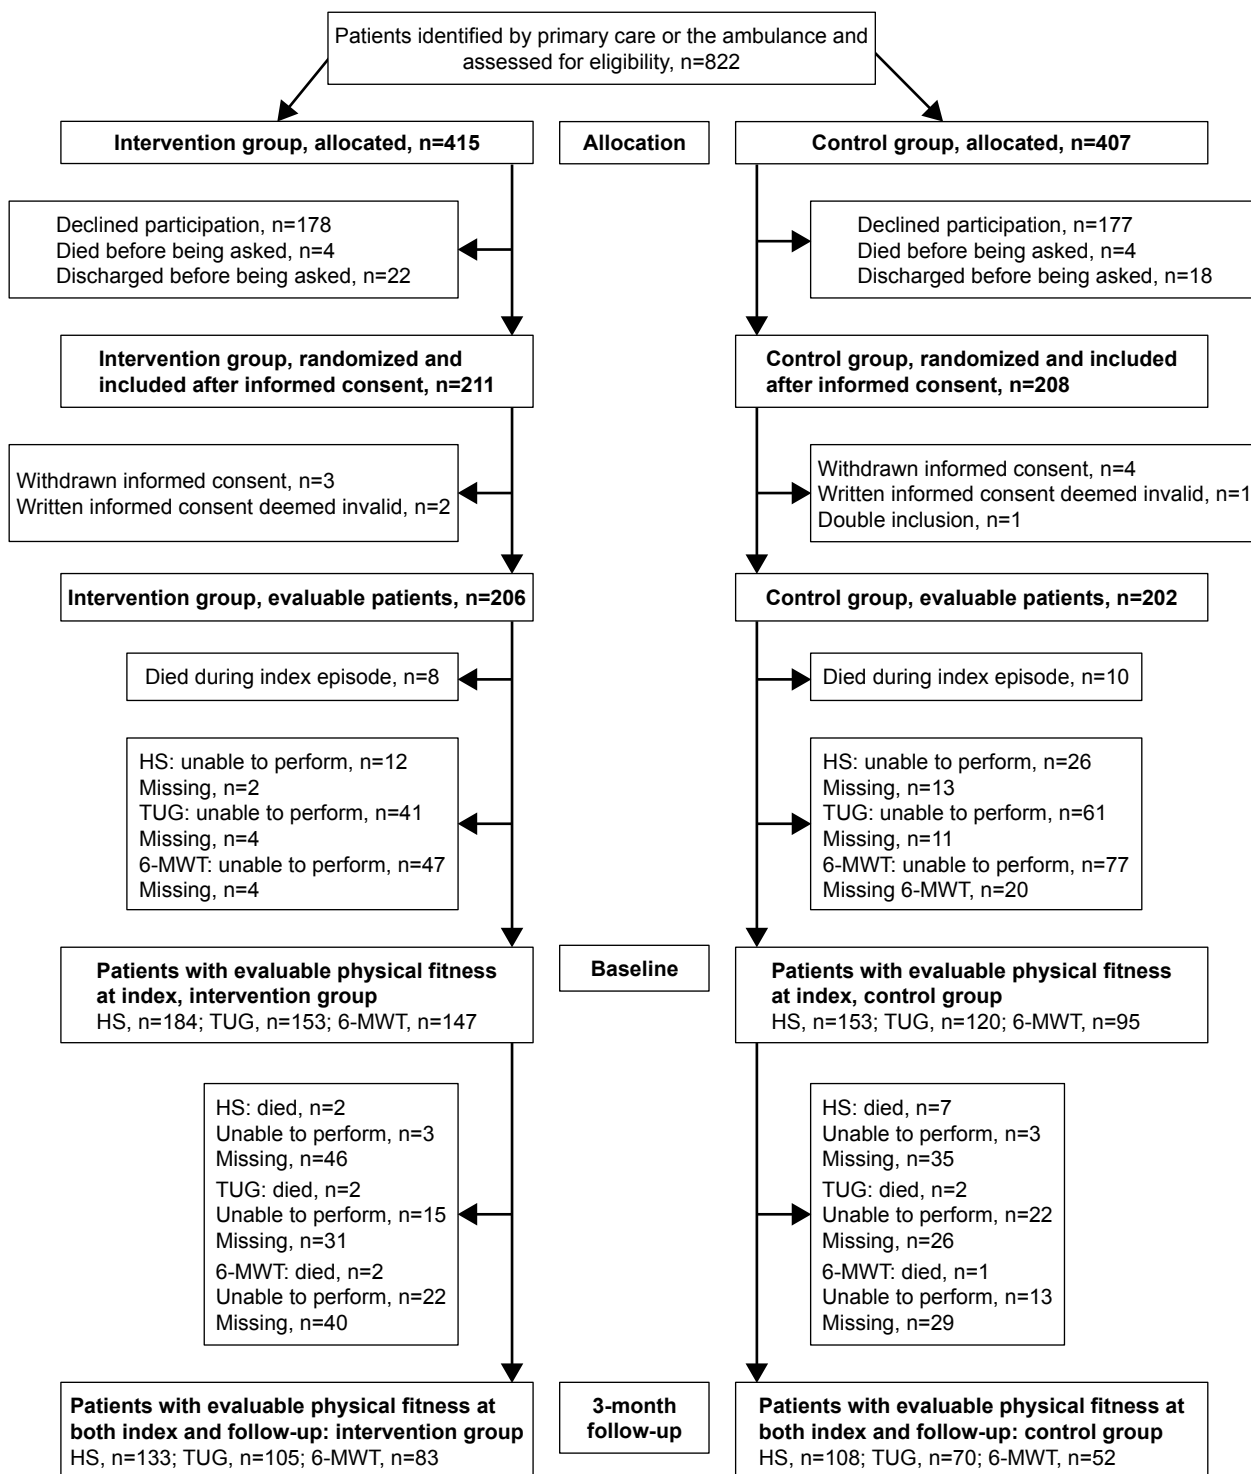 Patients identified by primary care or the ambulance and
assessed for eligibility, n=822
Intervention group, allocated, n=415
Allocation
Control group, allocated, n=407
Declined participation, n=178
Died before being asked, n=4
Discharged before being asked, n=22
Declined participation, n=177
Died before being asked, n=4
Discharged before being asked, n=18
Intervention group, randomized and
included after informed consent, n=211
Control group, randomized and included
after informed consent, n=208
Withdrawn informed consent, n=3
Written informed consent deemed invalid, n=2
Withdrawn informed consent, n=4
Written informed consent deemed invalid, n=1
Double inclusion, n=1
Intervention group, evaluable patients, n=206
Control group, evaluable patients, n=202
Died during index episode, n=8
Died during index episode, n=10
HS: unable to perform, n=12
Missing, n=2
TUG: unable to perform, n=41
Missing, n=4
6-MWT: unable to perform, n=47
Missing, n=4
HS: unable to perform, n=26
Missing, n=13
TUG: unable to perform, n=61
Missing, n=11
6-MWT: unable to perform, n=77
Missing 6-MWT, n=20
Patients with evaluable physical fitness
at index, intervention group
HS, n=184; TUG, n=153; 6-MWT, n=147
Baseline
Patients with evaluable physical fitness
at index, control group
HS, n=153; TUG, n=120; 6-MWT, n=95
HS: died, n=2
Unable to perform, n=3
Missing, n=46
TUG: died, n=2
Unable to perform, n=15
Missing, n=31
6-MWT: died, n=2
Unable to perform, n=22
Missing, n=40
HS: died, n=7
Unable to perform, n=3
Missing, n=35
TUG: died, n=2
Unable to perform, n=22
Missing, n=26
6-MWT: died, n=1
Unable to perform, n=13
Missing, n=29
Patients with evaluable physical fitness at
both index and follow-up: intervention group
HS, n=133; TUG, n=105; 6-MWT, n=83
3-month
follow-up
Patients with evaluable physical fitness at
both index and follow-up: control group
HS, n=108; TUG, n=70; 6-MWT, n=52